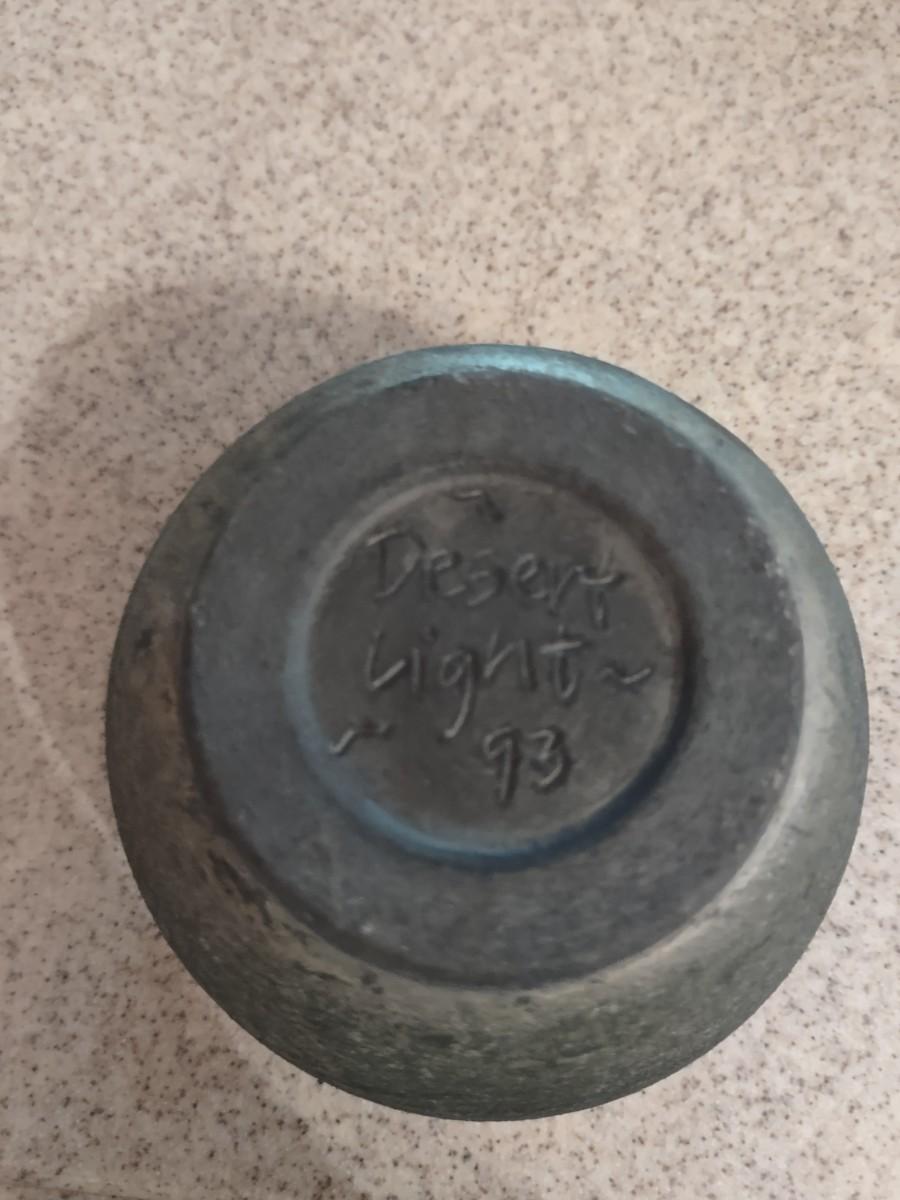 Desert
Light ~
~ 93